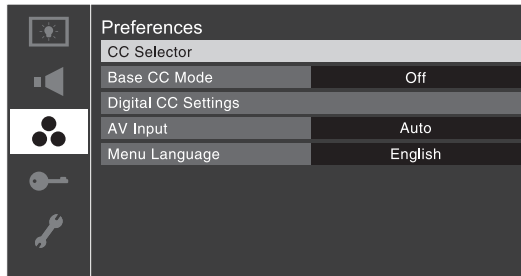 Preferences
CC Selector
Base CC Mode Off
Digital CC Settings
AV Input Auto
Menu Language English